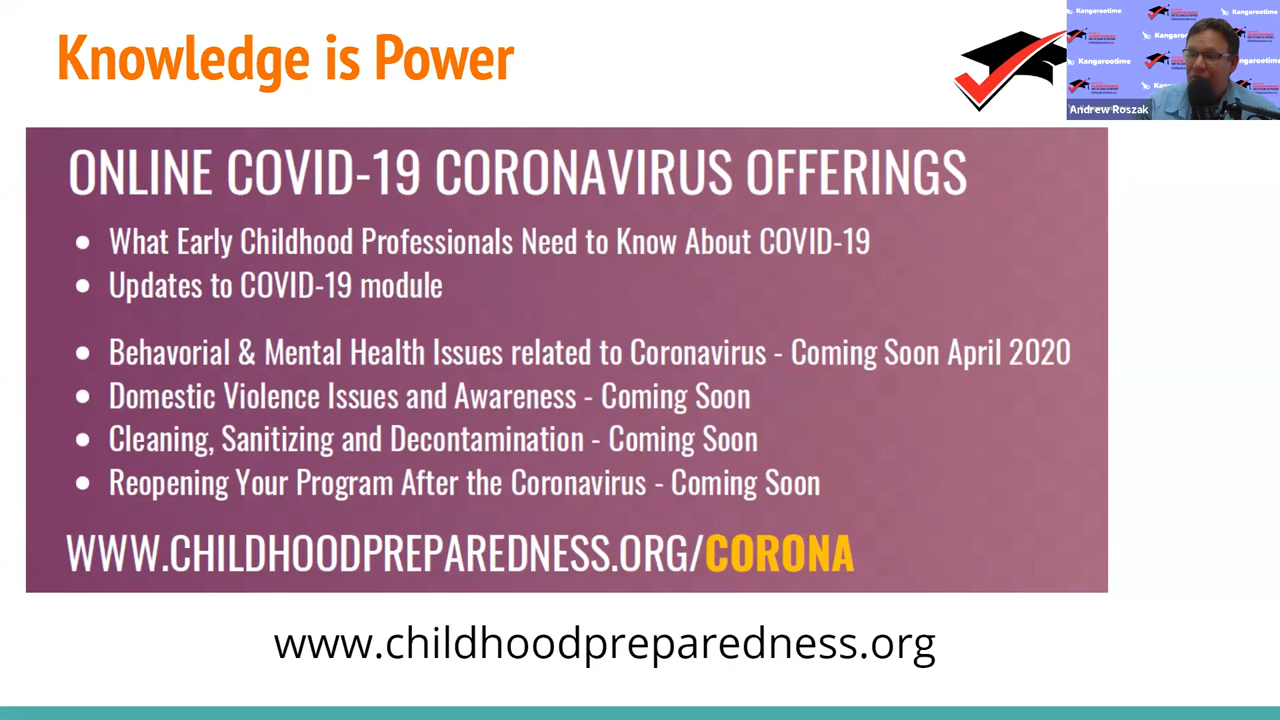 Knowledge is Power
Kangarootime
Kangarootime
Kangarootime
Andrew Roszak
ONLINE COVID-19 CORONAVIRUS OFFERINGS
• What Early Childhood Professionals Need to Know About COVID-19
• Updates to COVID-19 module
• Behavorial & Mental Health Issues related to Coronavirus - Coming Soon April 2020
• Domestic Violence Issues and Awareness - Coming Soon
• Cleaning, Sanitizing and Decontamination - Coming Soon
• Reopening Your Program After the Coronavirus - Coming Soon
WWW.CHILDHOODPREPAREDNESS.ORG/CORONA
www.childhoodpreparedness.org